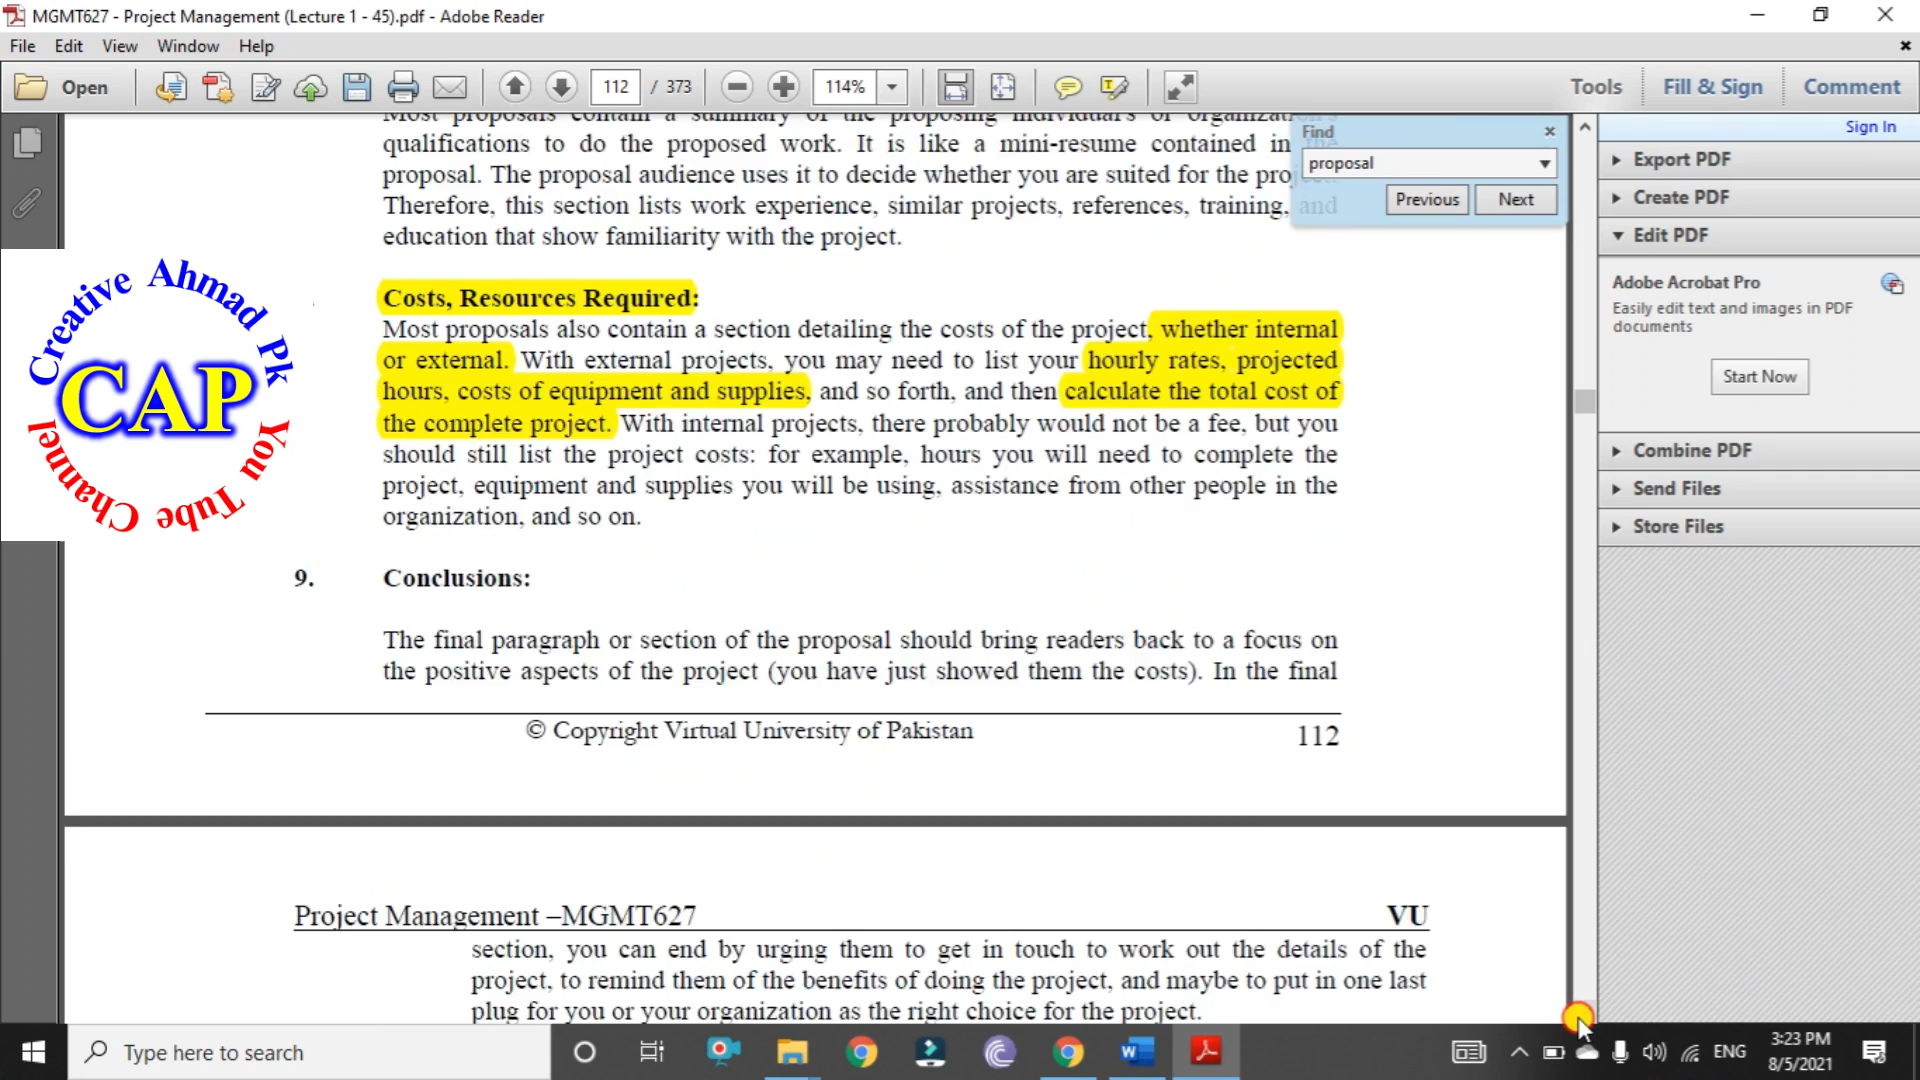 MGMT627 - Project Management (Lecture 1 - 45).pdf - Adobe Reader
File Edit View Window Help
Open 112 / 373 114% Tools Fill & Sign Comment
Sign In
Find
proposal
Previous Next
Export PDF
Create PDF
Edit PDF
Adobe Acrobat Pro
Easily edit text and images in PDF
documents
Start Now
Combine PDF
Send Files
Store Files
Most proposals contain a summary of the proposing individual's or organization's
qualifications to do the proposed work. It is like a mini-resume contained in the
proposal. The proposal audience uses it to decide whether you are suited for the
Therefore, this section lists work experience, similar projects, references, training, and
education that show familiarity with the project.
Costs, Resources Required:
Most proposals also contain a section detailing the costs of the project, whether internal
or external. With external projects, you may need to list your hourly rates, projected
hours, costs of equipment and supplies, and so forth, and then calculate the total cost of
the complete project. With internal projects, there probably would not be a fee, but you
should still list the project costs: for example, hours you will need to complete the
project, equipment and supplies you will be using, assistance from other people in the
organization, and so on.
9. Conclusions:
The final paragraph or section of the proposal should bring readers back to a focus on
the positive aspects of the project (you have just showed them the costs). In the final
© Copyright Virtual University of Pakistan 112
Project Management –MGMT627 VU
section, you can end by urging them to get in touch to work out the details of the
project, to remind them of the benefits of doing the project, and maybe to put in one last
plug for you or your organization as the right choice for the project.
Creative Ahmad Pk
CAP
You Tube Channel
Type here to search
ENG
3:23 PM
8/5/2021